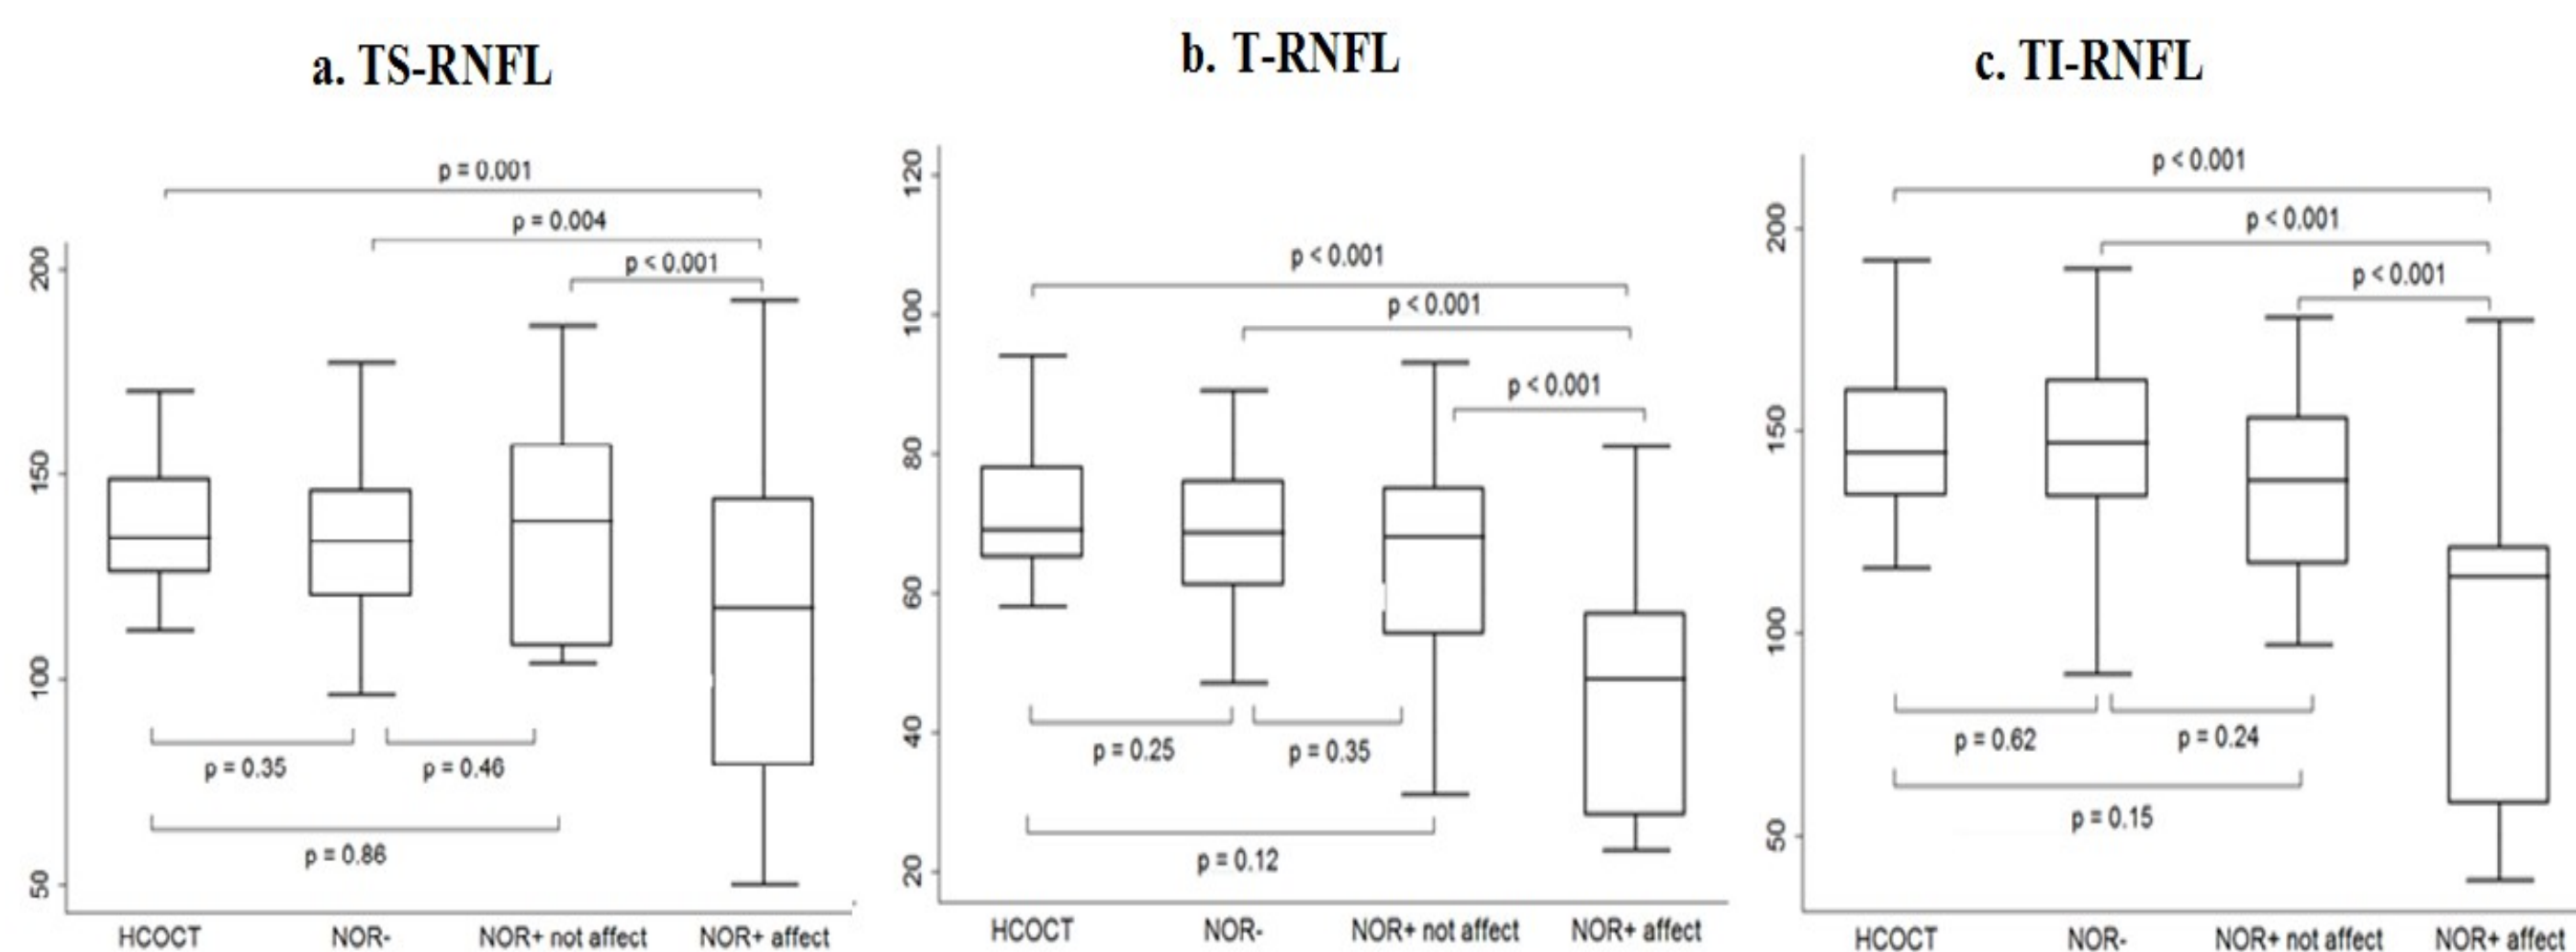 a. TS-RNFL
p = 0.001
p = 0.004
p < 0.001
200
150
100
50
p = 0.35
p = 0.46
p = 0.86
HCOCT
NOR-
NOR+ not affect
NOR+ affect
b. T-RNFL
120
100
80
60
40
20
p < 0.001
p < 0.001
p < 0.001
p = 0.25
p = 0.35
p = 0.12
HCOCT
NOR-
NOR+ not affect
NOR+ affect
c. TI-RNFL
p < 0.001
p < 0.001
p < 0.001
200
150
100
50
p = 0.62
p = 0.24
p = 0.15
HCOCT
NOR-
NOR+ not affect
NOR+ affect